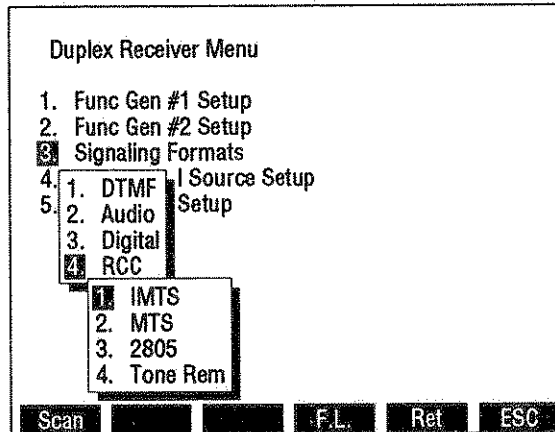 Duplex Receiver Menu
1. Func Gen #1 Setup
2. Func Gen #2 Setup
3. Signaling Formats
4. l Source Setup
5. Setup
1. DTMF
2. Audio
3. Digital
4. RCC
1. IMTS
2. MTS
3. 2805
4. Tone Rem
Scan F.L. Ret ESC